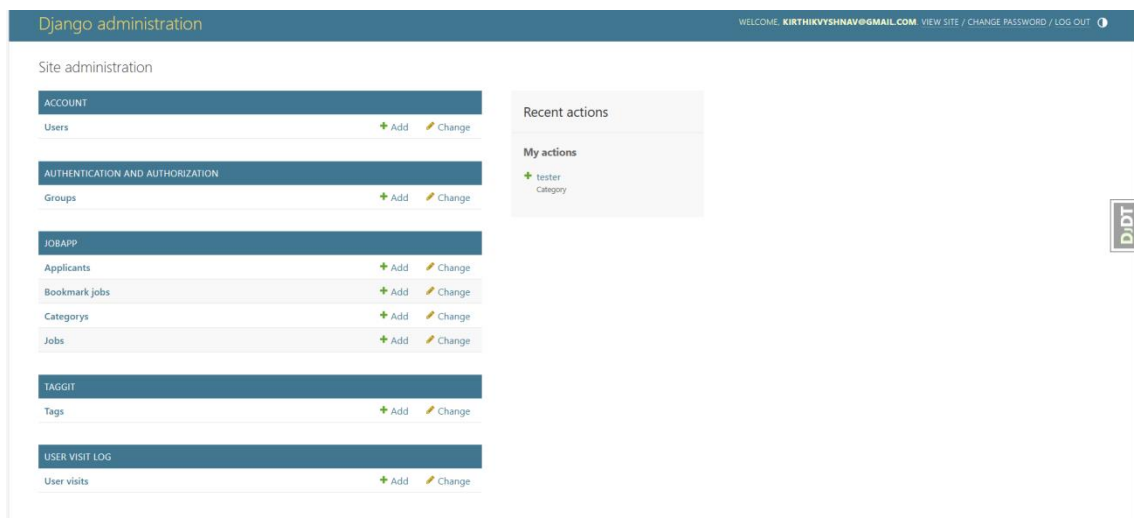 Django administration
WELCOME, KIRTHIKVYSHNAV@GMAIL.COM. VIEW SITE / CHANGE PASSWORD / LOG OUT
Site administration
ACCOUNT
Users + Add Change
AUTHENTICATION AND AUTHORIZATION
Groups + Add Change
JOBAPP
Applicants + Add Change
Bookmark jobs + Add Change
Categorys + Add Change
Jobs + Add Change
TAGGIT
Tags + Add Change
USER VISIT LOG
User visits + Add Change
Recent actions
My actions
+ tester
Category
DJDT